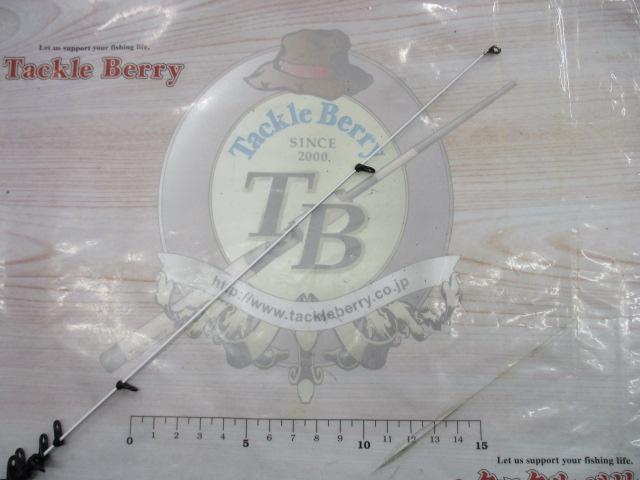 Let us support your fishing life.
Tackle Berry
Tackle Berry
SINCE
2000.
TB
http://www.tackleberry.co.jp
0 1 2 3 4 5 6 7 8 9 10 11 12 13 14 15
Let us support your fishing life.